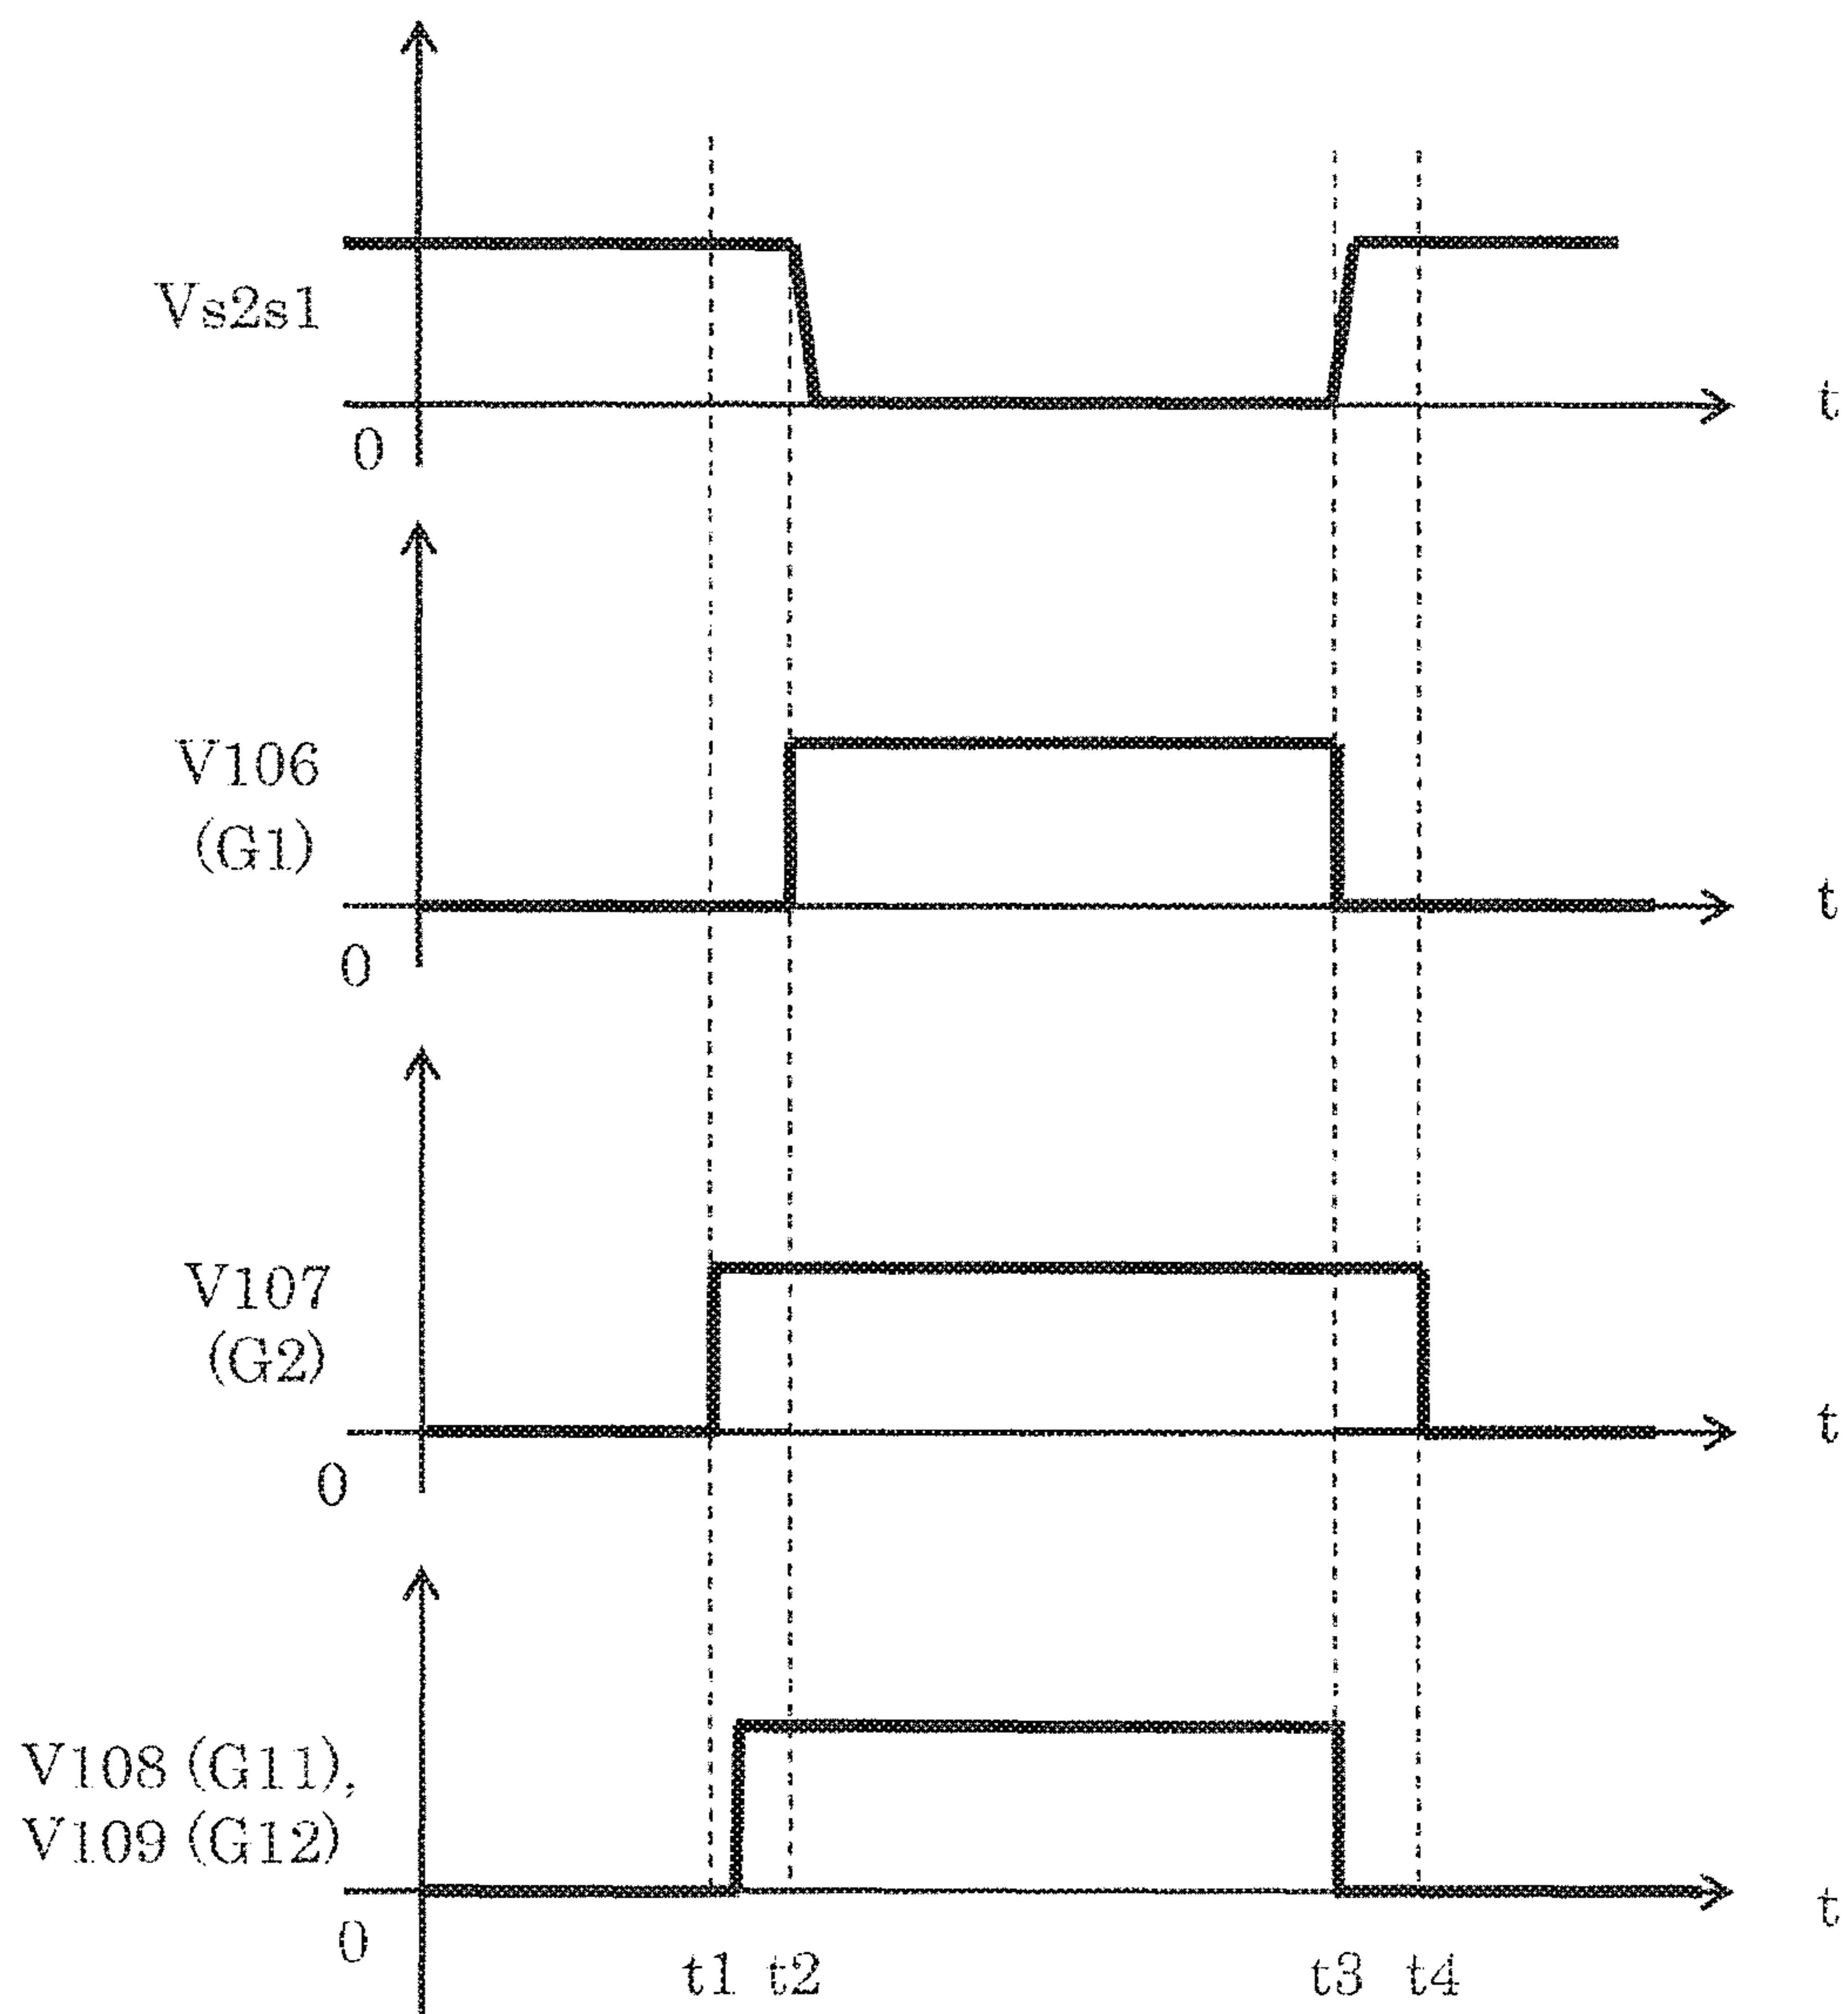 Vs2s1
t
0
V106
(G1)
t
0
V107
(G2)
t
0
V108 (G11),
V109 (G12)
t
0
t1 t2 t3 t4